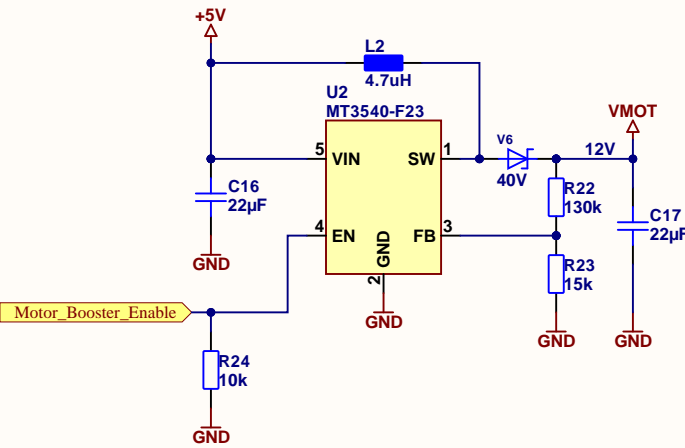 +5V
L2
4.7uH
U2
MT3540-F23
VMOT
5 VIN SW 1
V6
40V
12V
C16
22µF
R22
130k
C17
22µF
4 EN FB 3
GND
2
GND
R23
15k
Motor_Booster_Enable
GND
GND
GND
R24
10k
GND